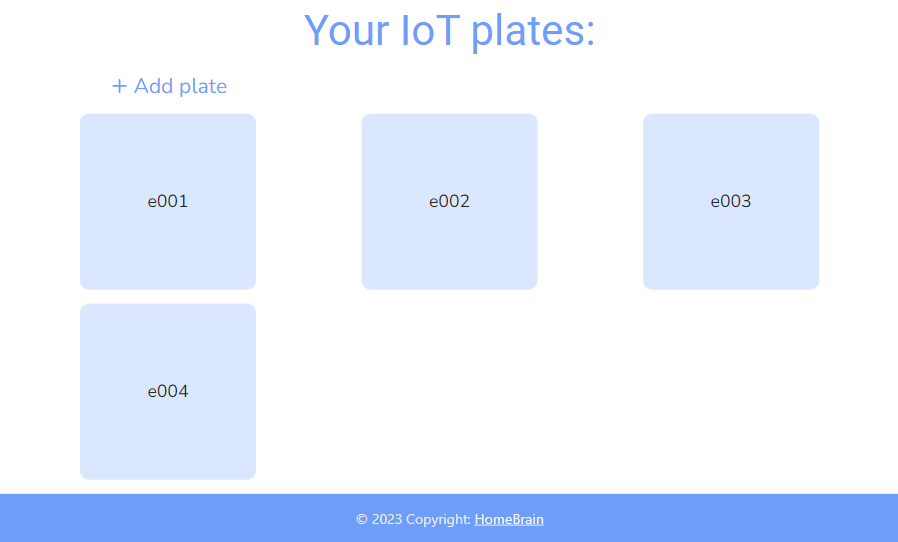 Your IoT plates:
+ Add plate
e001
e002
e003
e004
© 2023 Copyright: HomeBrain